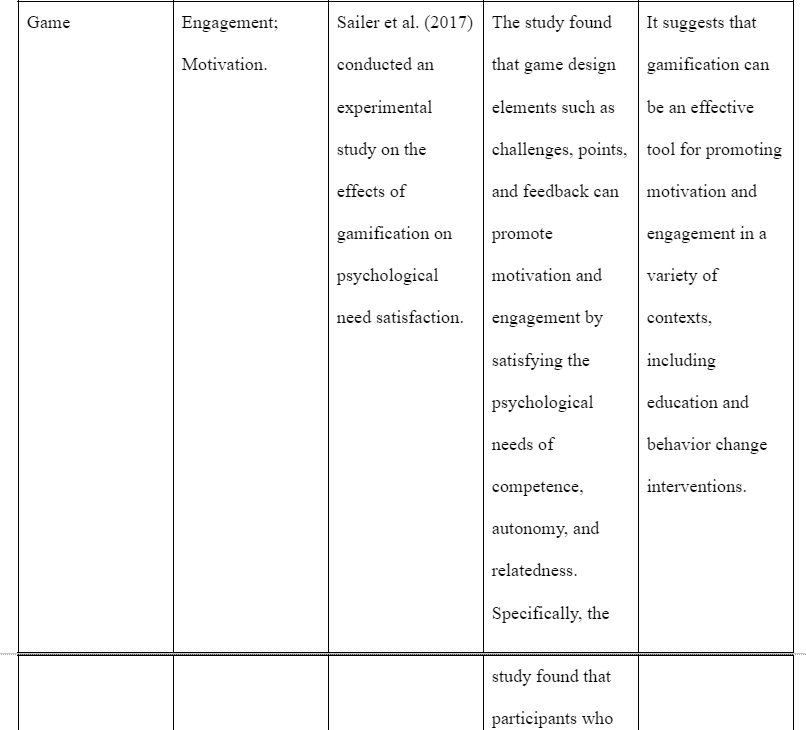 Game
Engagement;
Motivation.
Sailer et al. (2017)
conducted an
experimental
study on the
effects of
gamification on
psychological
need satisfaction.
The study found
that game design
elements such as
challenges, points,
and feedback can
promote
motivation and
engagement by
satisfying the
psychological
needs of
competence,
autonomy, and
relatedness.
Specifically, the
study found that
participants who
It suggests that
gamification can
be an effective
tool for promoting
motivation and
engagement in a
variety of
contexts,
including
education and
behavior change
interventions.